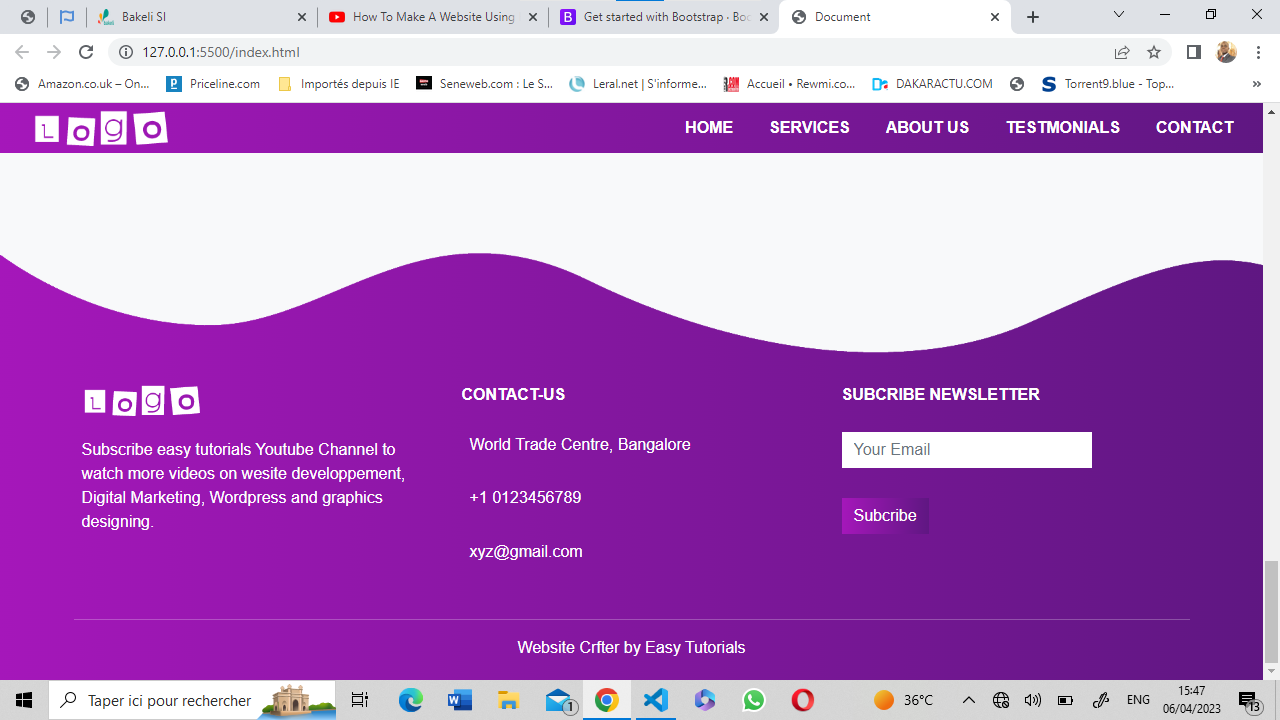 Bakeli SI
How To Make A Website Using
Get started with Bootstrap · Boo
Document
127.0.0.1:5500/index.html
Amazon.co.uk – On...
Priceline.com
Importés depuis IE
Seneweb.com : Le S...
Leral.net | S'informe...
Accueil • Rewmi.co...
DAKARACTU.COM
Torrent9.blue - Top...
»
LOgO
HOME SERVICES ABOUT US TESTMONIALS CONTACT
LOgO
Subscribe easy tutorials Youtube Channel to
watch more videos on wesite developpement,
Digital Marketing, Wordpress and graphics
designing.
CONTACT-US
World Trade Centre, Bangalore
+1 0123456789
xyz@gmail.com
SUBCRIBE NEWSLETTER
Your Email
Subcribe
Website Crfter by Easy Tutorials
Taper ici pour rechercher
1
36°C
ENG
15:47
06/04/2023
13